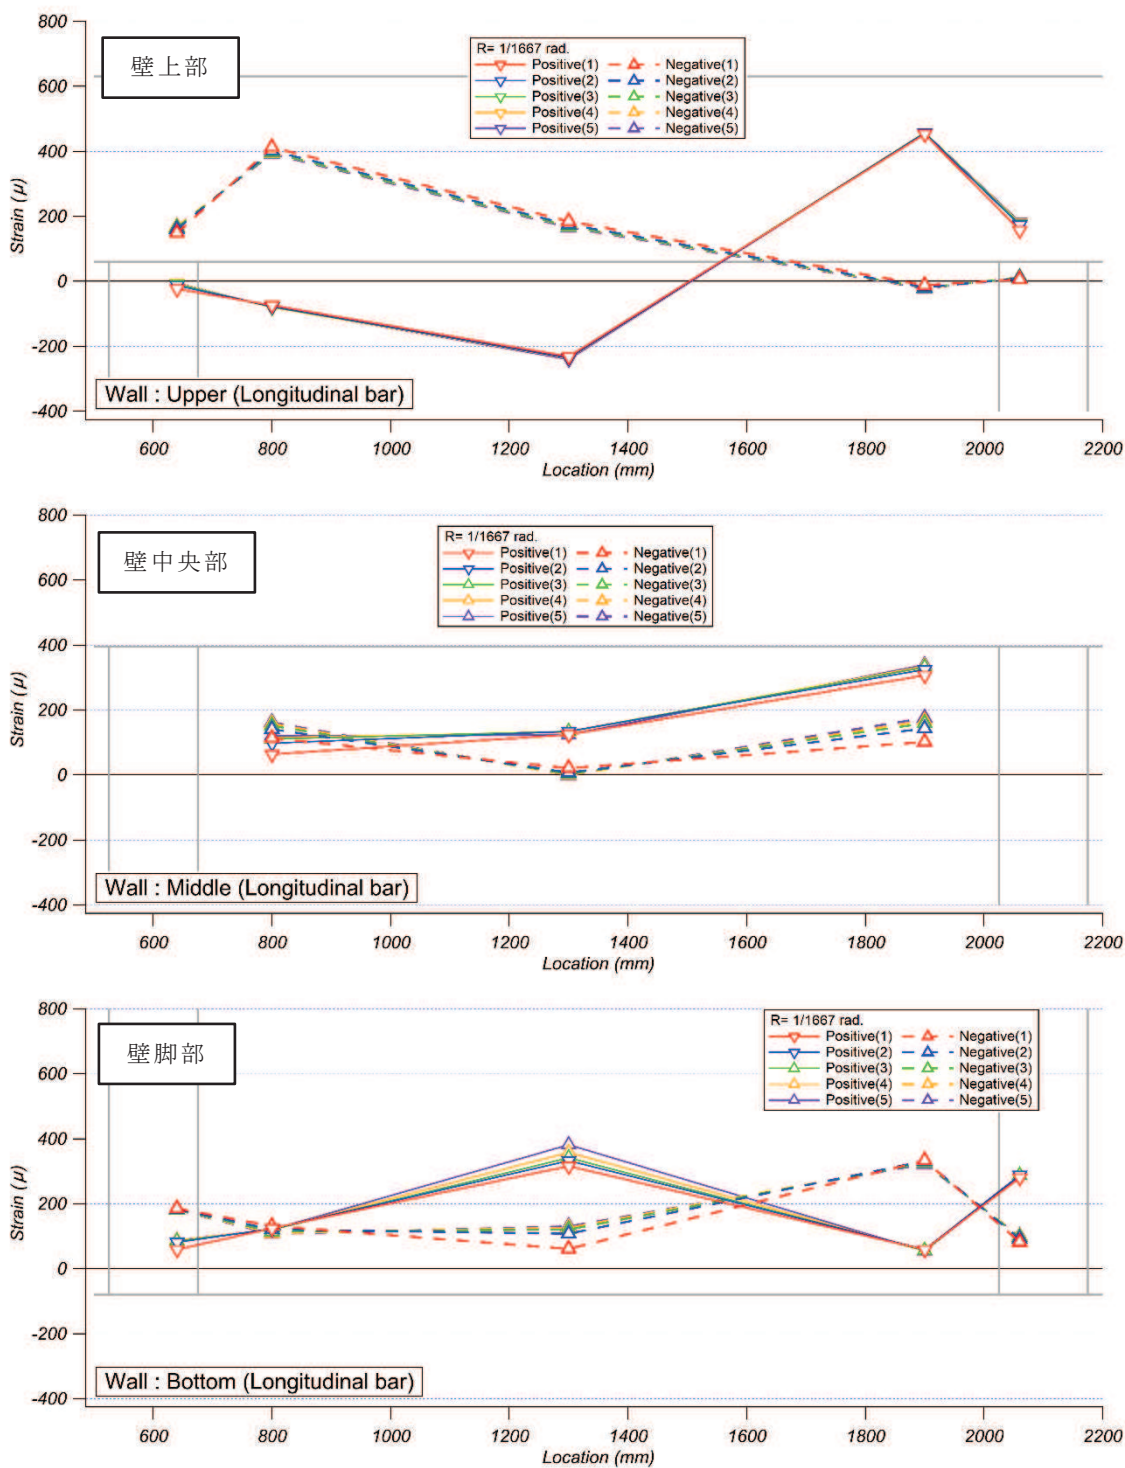 800
600
400
200
0
-200
-400
Strain (μ)
壁上部
R= 1/1667 rad.
Positive(1) Negative(1)
Positive(2) Negative(2)
Positive(3) Negative(3)
Positive(4) Negative(4)
Positive(5) Negative(5)
Wall : Upper (Longitudinal bar)
600 800 1000 1200 1400 1600 1800 2000 2200
Location (mm)
800
600
400
200
0
-200
-400
Strain (μ)
壁中央部
R= 1/1667 rad.
Positive(1) Negative(1)
Positive(2) Negative(2)
Positive(3) Negative(3)
Positive(4) Negative(4)
Positive(5) Negative(5)
Wall : Middle (Longitudinal bar)
600 800 1000 1200 1400 1600 1800 2000 2200
Location (mm)
800
600
400
200
0
-200
-400
Strain (μ)
壁脚部
R= 1/1667 rad.
Positive(1) Negative(1)
Positive(2) Negative(2)
Positive(3) Negative(3)
Positive(4) Negative(4)
Positive(5) Negative(5)
Wall : Bottom (Longitudinal bar)
600 800 1000 1200 1400 1600 1800 2000 2200
Location (mm)